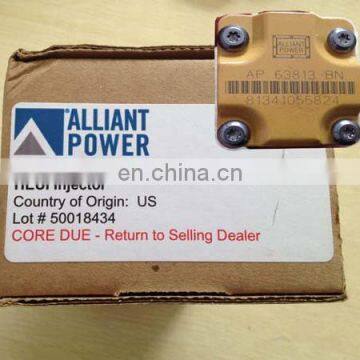 ALLIANT
POWER
AP 63813 BN
81341056824
®ALLIANT
POWER
HEUI Injector
Country of Origin: US
Lot # 50018434
CORE DUE - Return to Selling Dealer
en.china.cn